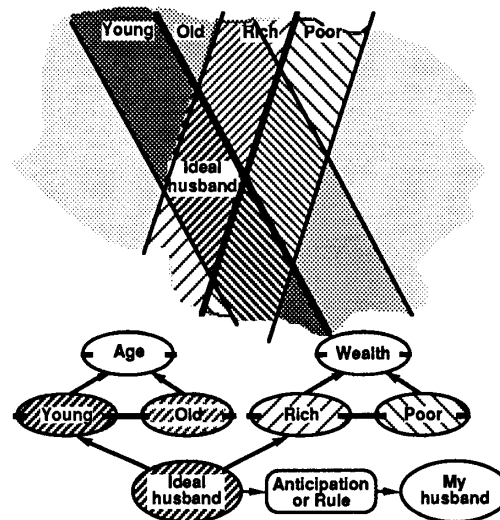 Young Old Rich Poor
Ideal
husband
Age Wealth
Young Old Rich Poor
Ideal
husband
Anticipation
or Rule
My
husband